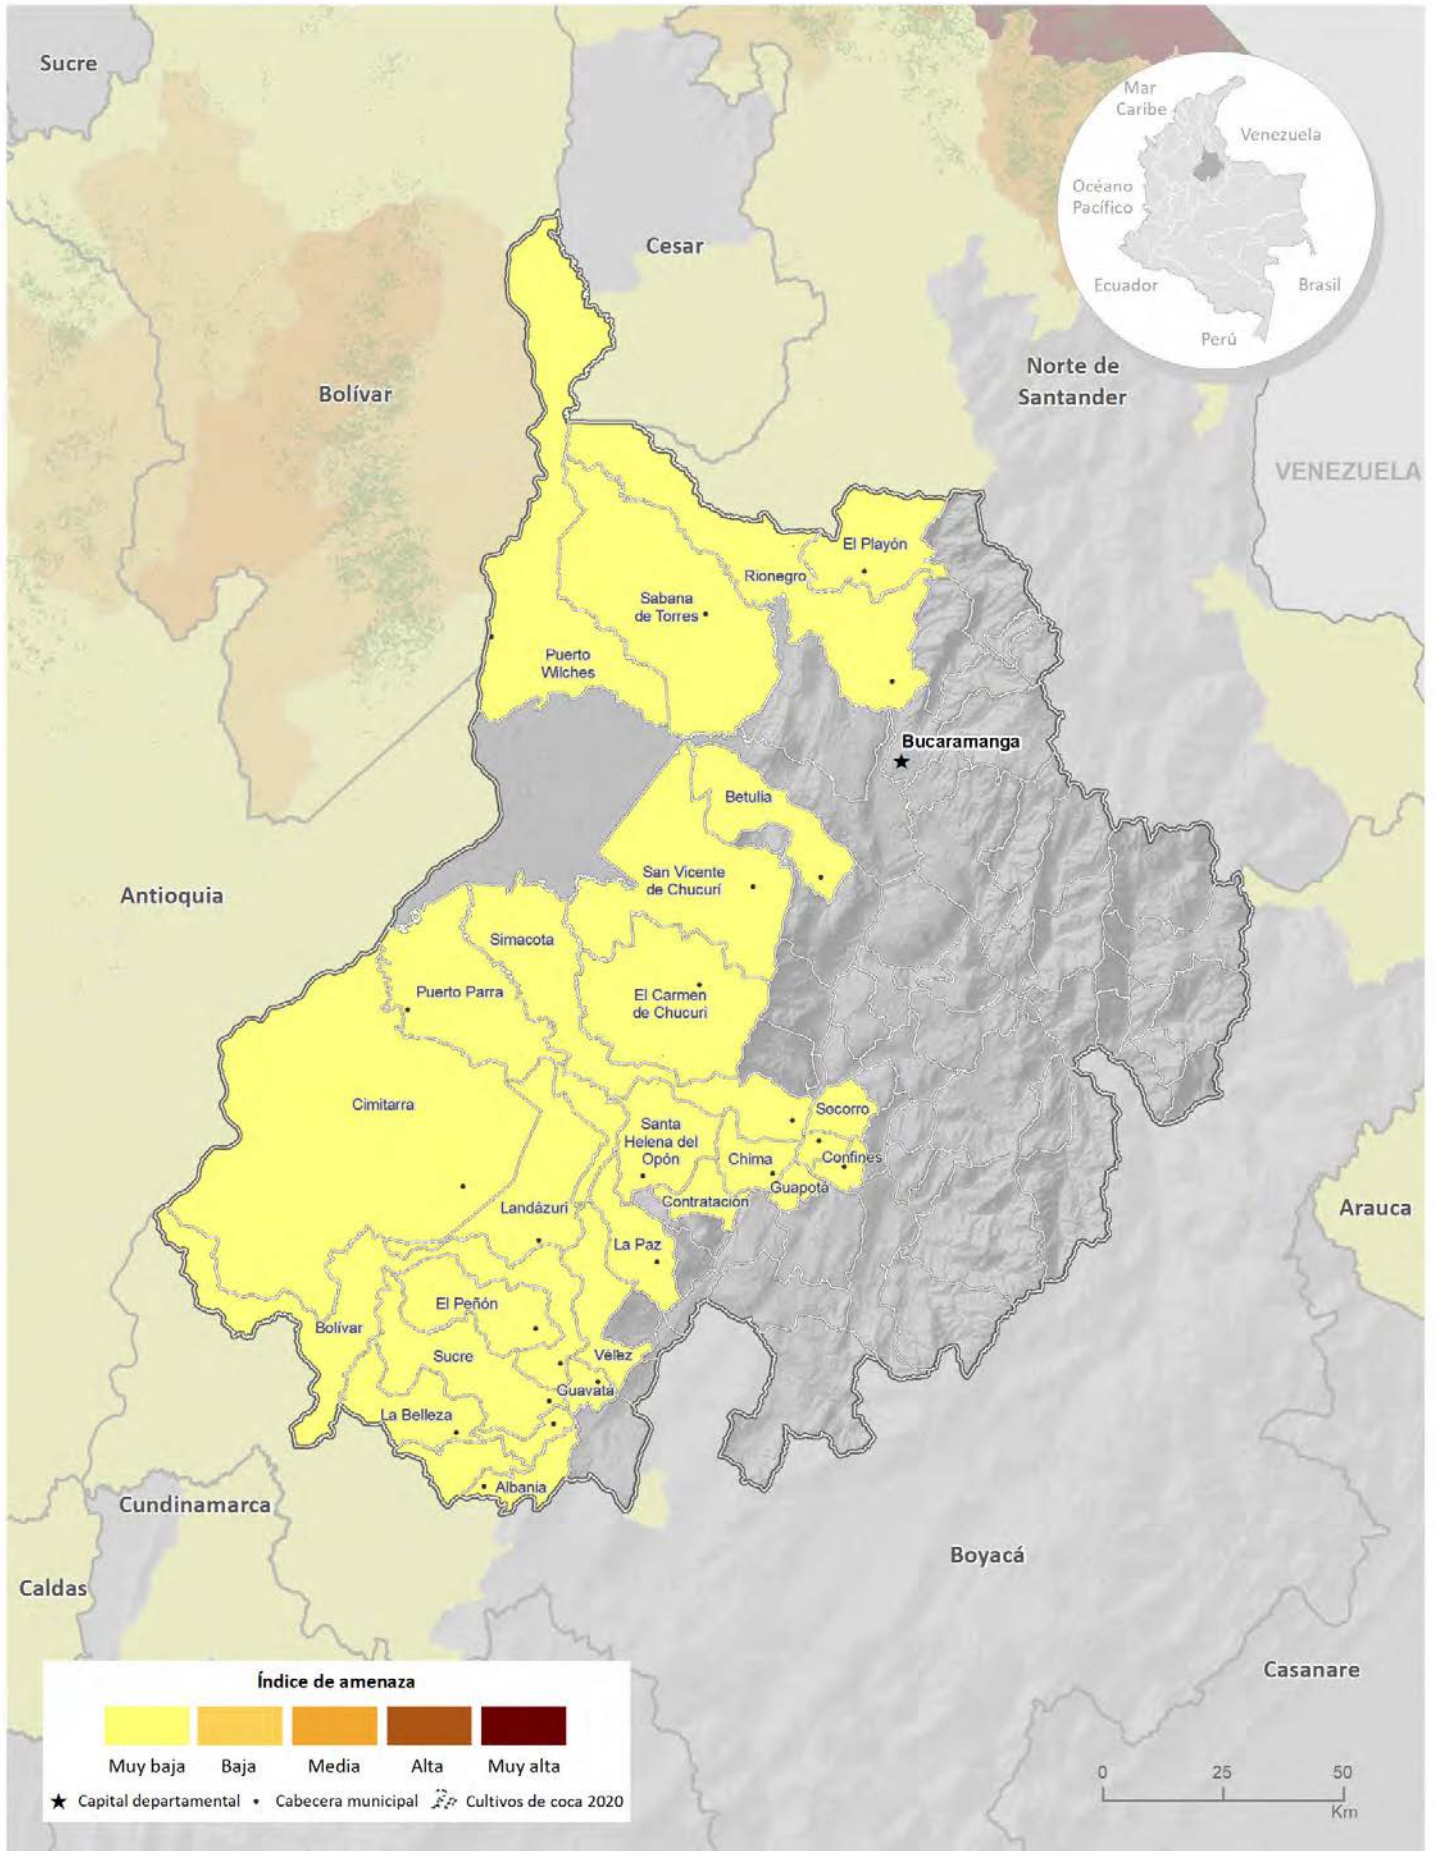 Sucre
Mar
Caribe
Venezuela
Océano
Pacífico
Cesar
Ecuador
Brasil
Perú
Norte de
Santander
Bolívar
VENEZUELA
El Playón
Rionegro
Sabana
de Torres
Puerto
Wilches
Bucaramanga
Betulia
San Vicente
de Chucurí
Antioquia
Simacota
Puerto Parra
El Carmen
de Chucuri
Cimitarra
Socorro
Santa
Helena del
Opón
Chima
Confines
Guapotá
Contratación
Landázuri
Arauca
La Paz
El Peñón
Bolívar
Sucre
Vélez
Guavatá
La Belleza
Albania
Cundinamarca
Boyacá
Caldas
Casanare
Índice de amenaza
Muy baja Baja Media Alta Muy alta
Capital departamental Cabecera municipal Cultivos de coca 2020
0 25 50
Km